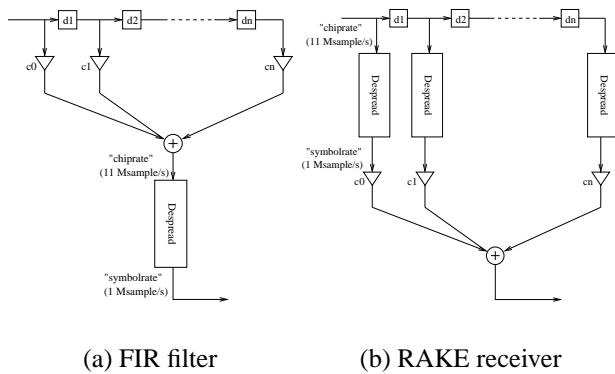 d1
d2
dn
c0
c1
cn
+
"chiprate"
(11 Msample/s)
Despread
"symbolrate"
(1 Msample/s)
(a) FIR filter
"chiprate"
(11 Msample/s)
d1
d2
dn
Despread
Despread
Despread
"symbolrate"
(1 Msample/s)
c0
c1
cn
+
(b) RAKE receiver